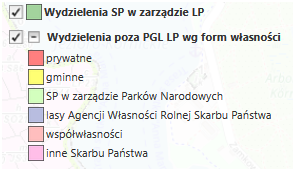 Wydzielenia SP w zarządzie LP
Wydzielenia poza PGL LP wg form własności
prywatne
gminne
SP w zarządzie Parków Narodowych
lasy Agencji Własności Rolnej Skarbu Państwa
współwłasności
inne Skarbu Państwa